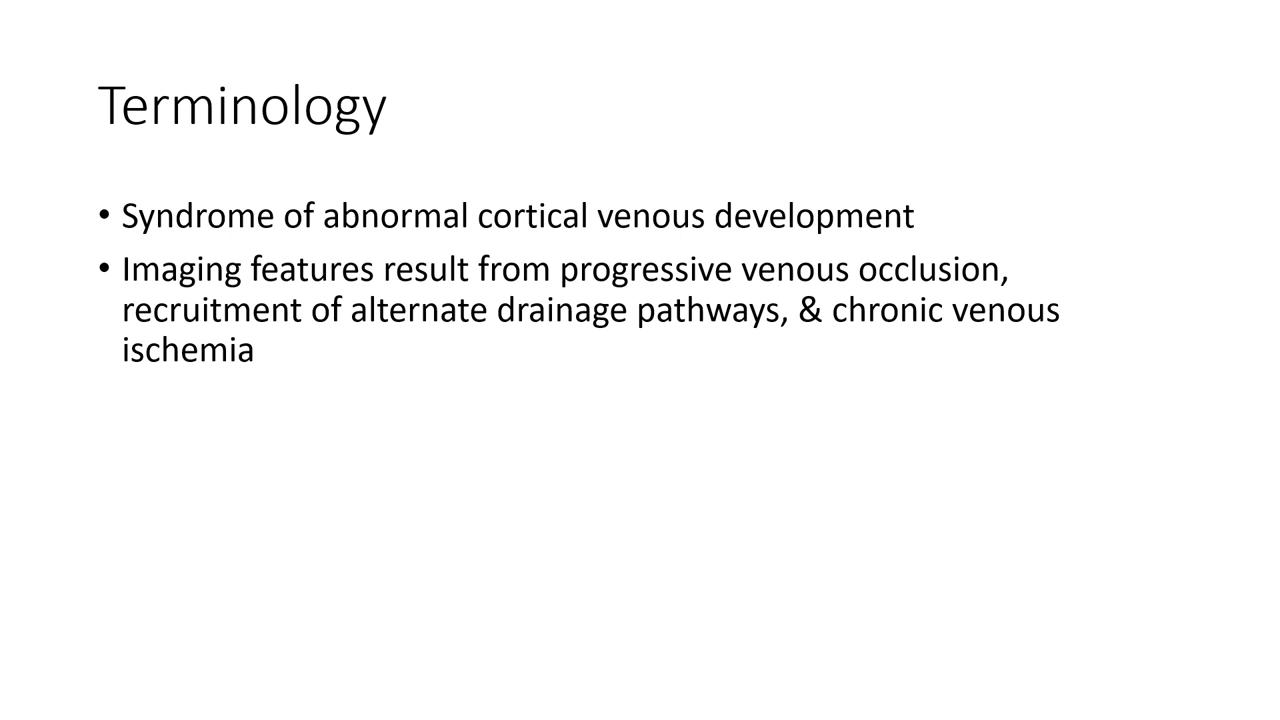 Terminology
• Syndrome of abnormal cortical venous development
• Imaging features result from progressive venous occlusion,
recruitment of alternate drainage pathways, & chronic venous
ischemia